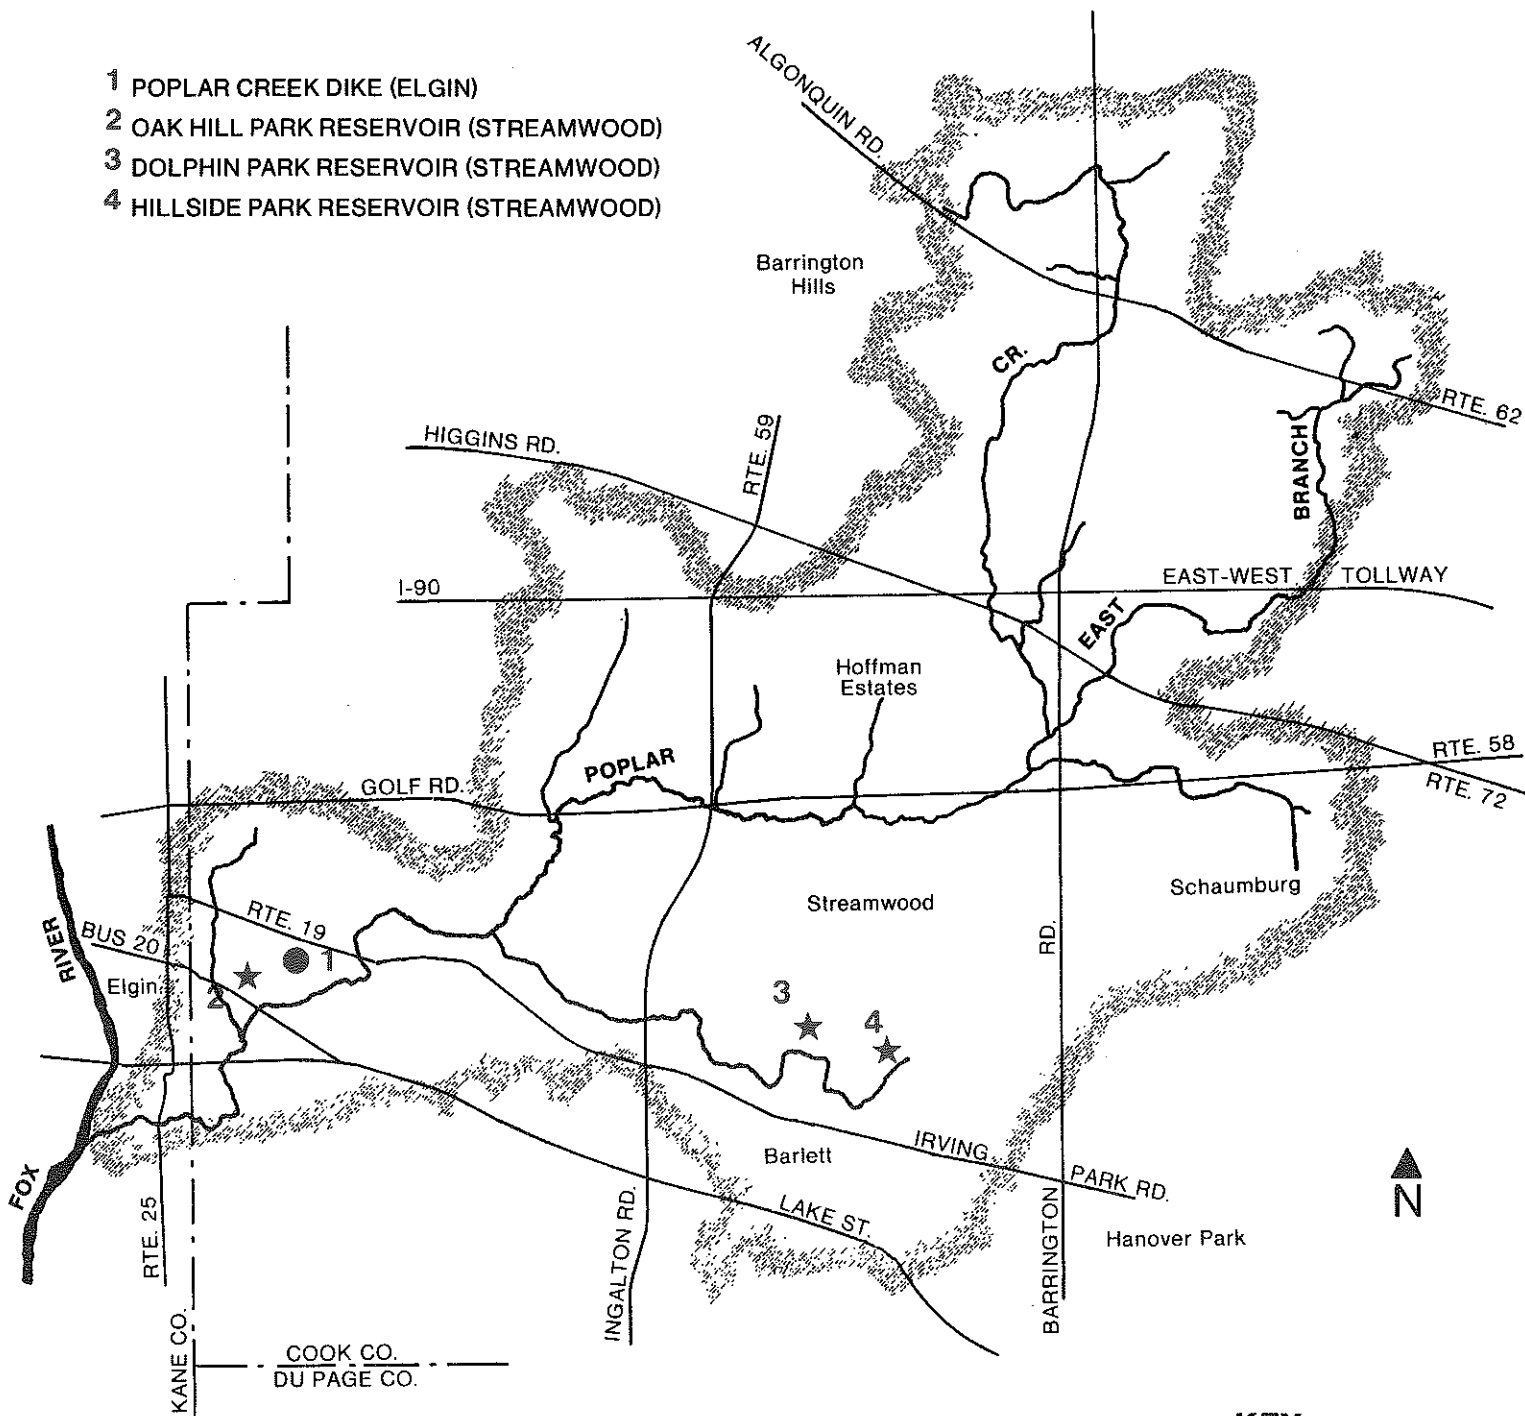 1 POPLAR CREEK DIKE (ELGIN)
2 OAK HILL PARK RESERVOIR (STREAMWOOD)
3 DOLPHIN PARK RESERVOIR (STREAMWOOD)
4 HILLSIDE PARK RESERVOIR (STREAMWOOD)
ALGONQUIN RD.
Barrington
Hills
CR.
RTE. 62
HIGGINS RD.
RTE. 59
BRANCH
I-90
EAST-WEST TOLLWAY
EAST
Hoffman
Estates
POPLAR
GOLF RD.
RTE. 58
RTE. 72
Schaumburg
Streamwood
RTE. 19
BUS 20
RIVER
Elgin
1
2
3
4
RD.
Barlett
IRVING PARK RD.
LAKE ST.
FOX
RTE. 25
INGALTON RD.
BARRINGTON
Hanover Park
N
KANE CO.
COOK CO.
DU PAGE CO.